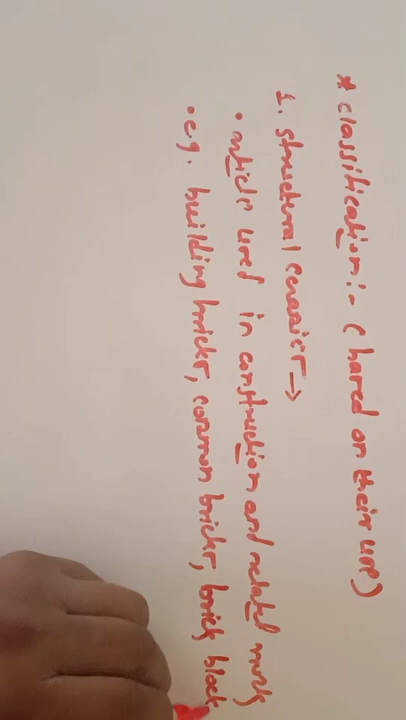 * classification :- ( based on their use )
1. structural ceramics →
• articles used in construction and related works
• e.g. building bricks, common bricks, brick block